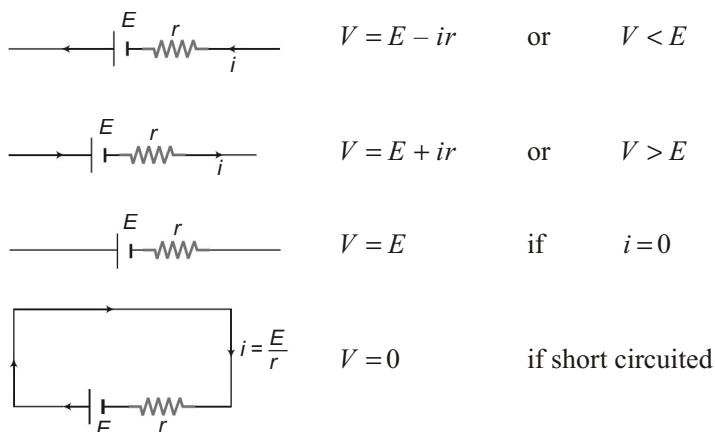 E r i V = E – ir or V < E
E r i V = E + ir or V > E
E r V = E if i = 0
i = E/r V = 0 if short circuited
E r